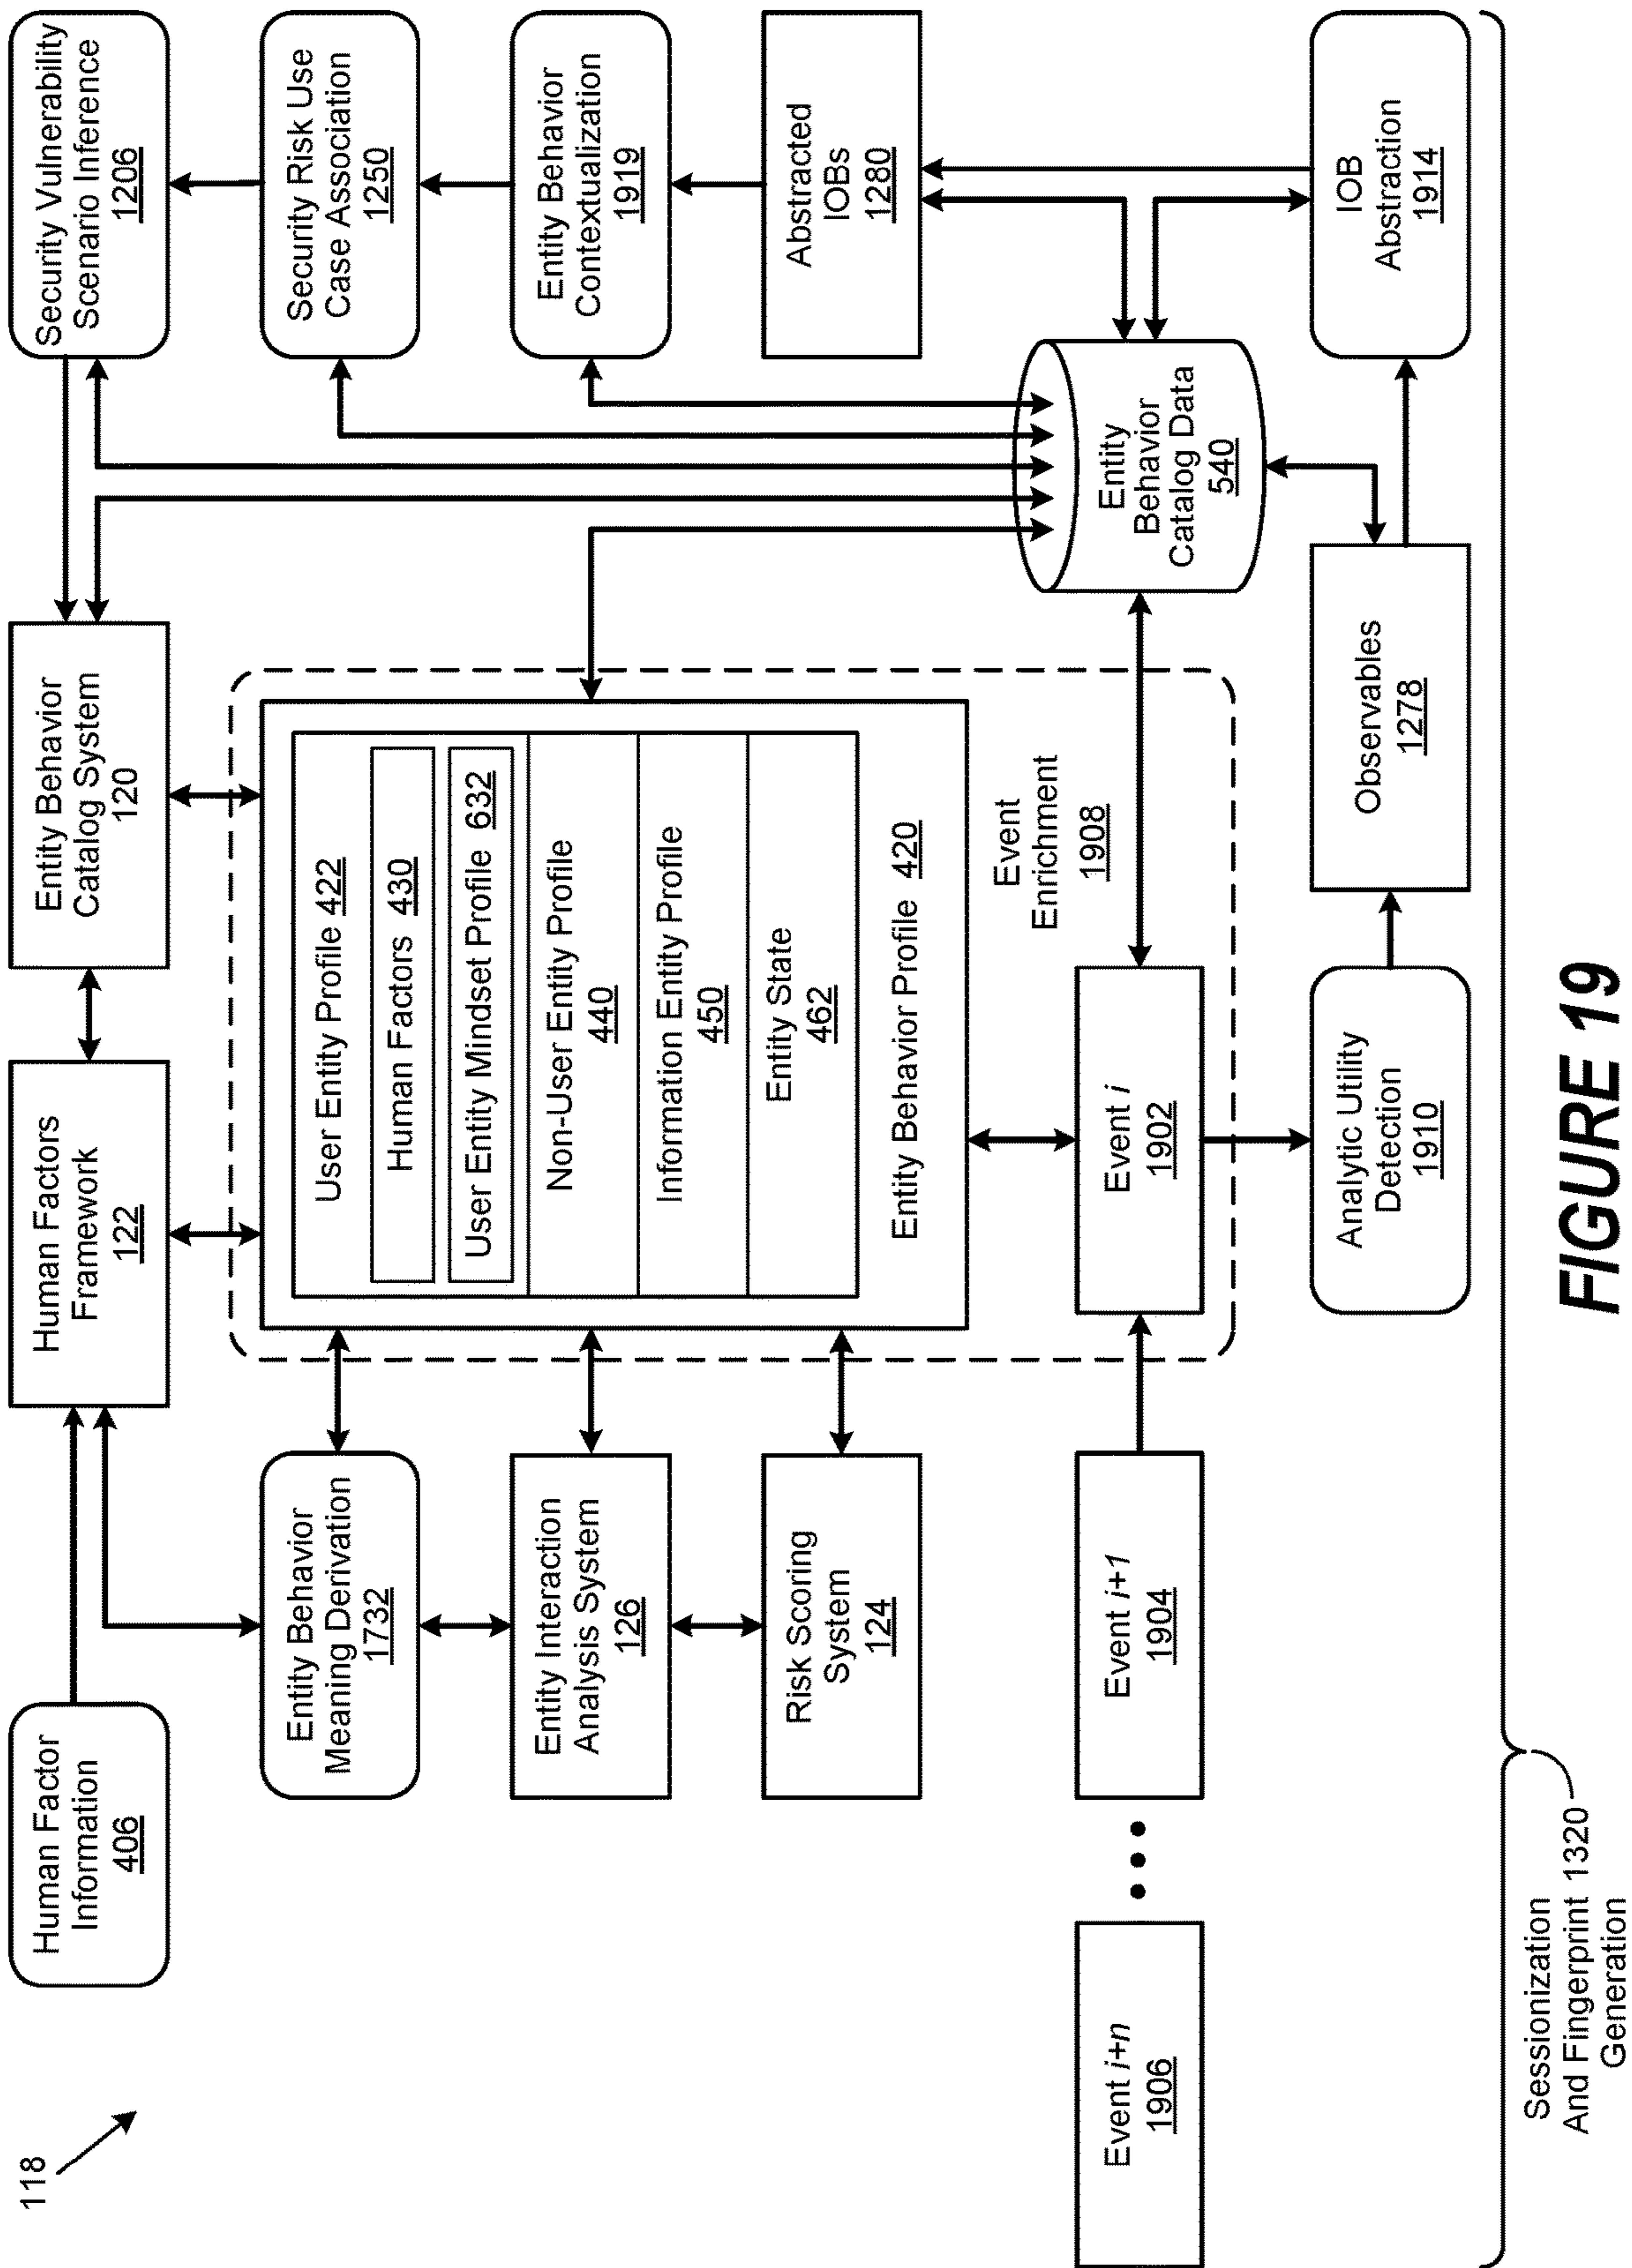 118
Human Factor
Information
406
Human Factors
Framework
122
Entity Behavior
Catalog System
120
Security Vulnerability
Scenario Inference
1206
Entity Behavior
Meaning Derivation
1732
User Entity Profile 422
Human Factors 430
User Entity Mindset Profile 632
Non-User Entity Profile
440
Information Entity Profile
450
Entity State
462
Entity Behavior Profile 420
Security Risk Use
Case Association
1250
Entity Interaction
Analysis System
126
Entity Behavior
Contextualization
1919
Risk Scoring
System
124
Abstracted
IOBs
1280
Event
Enrichment
1908
Entity
Behavior
Catalog Data
540
Event i+n
1906
Event i+1
1904
Event i
1902
Analytic Utility
Detection
1910
Observables
1278
IOB
Abstraction
1914
Sessionization
And Fingerprint 1320
Generation
FIGURE 19